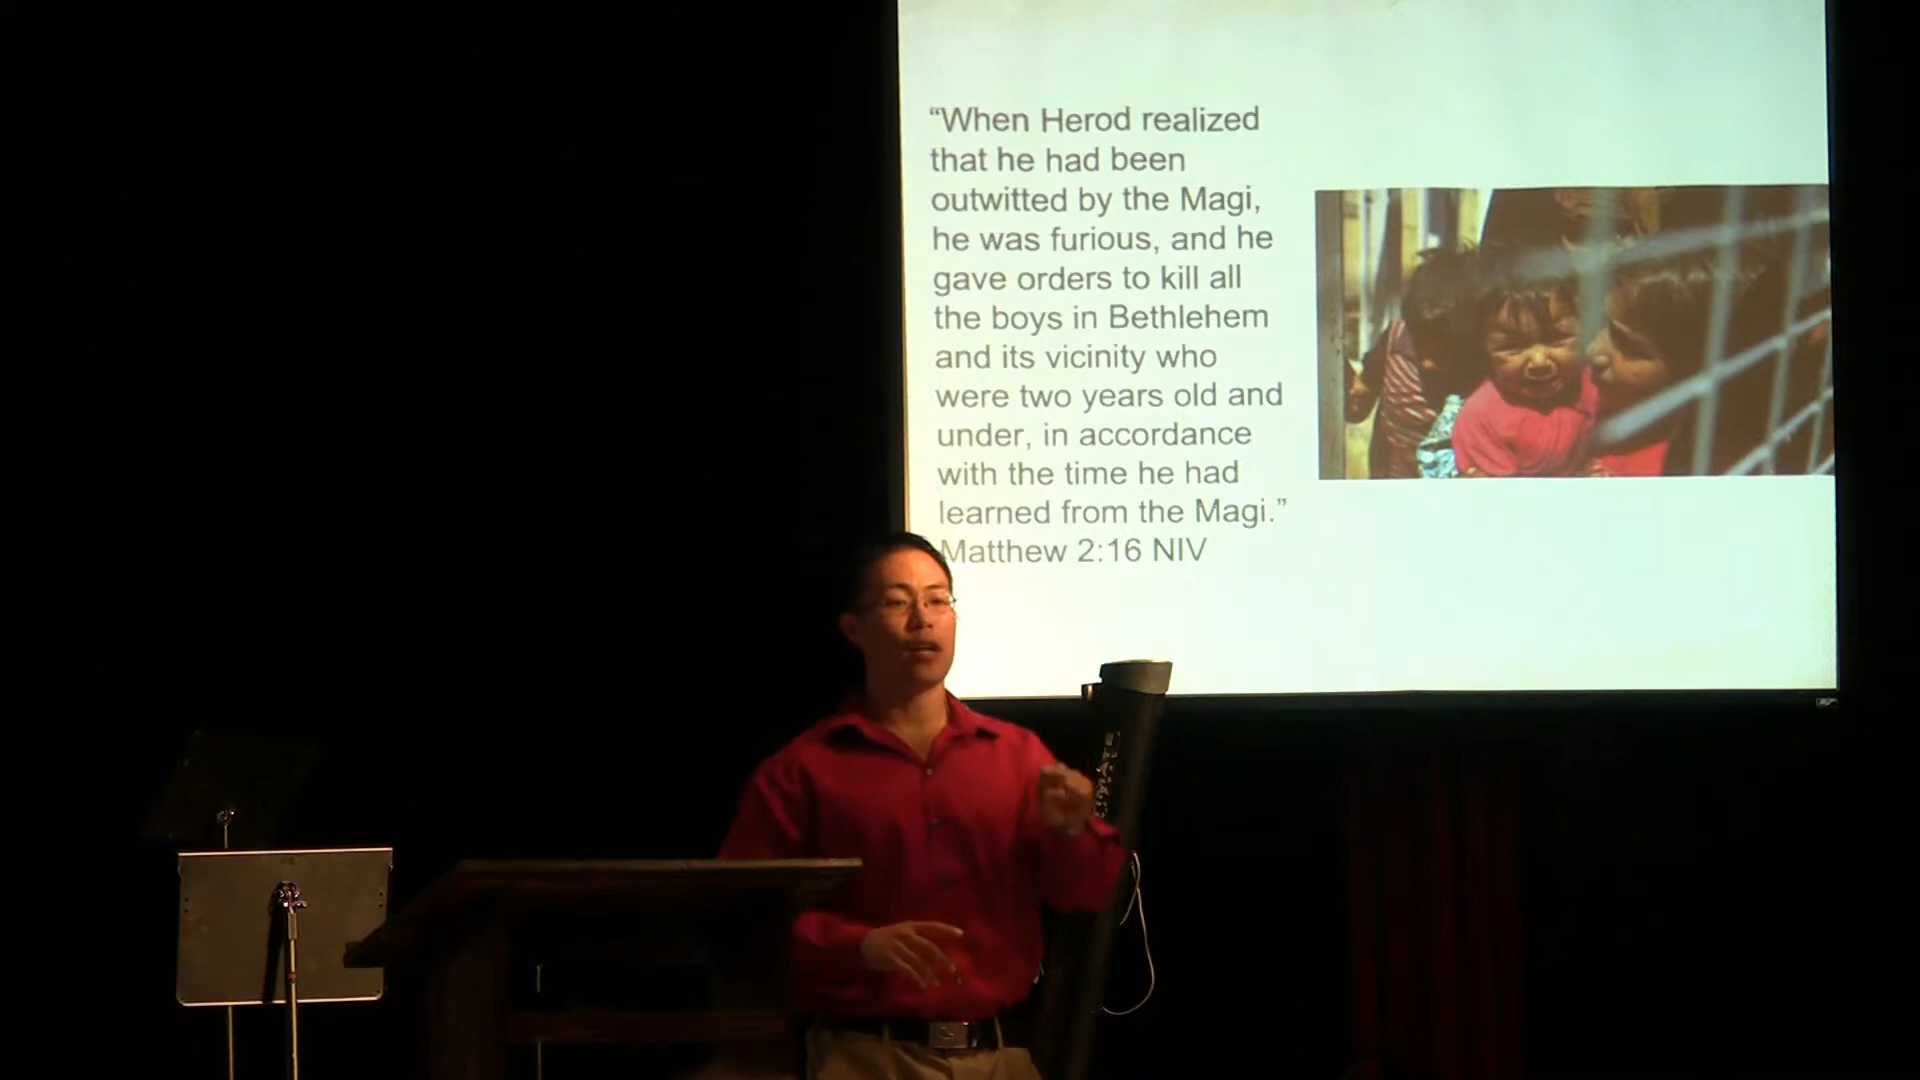 “When Herod realized
that he had been
outwitted by the Magi,
he was furious, and he
gave orders to kill all
the boys in Bethlehem
and its vicinity who
were two years old and
under, in accordance
with the time he had
learned from the Magi.”
Matthew 2:16 NIV